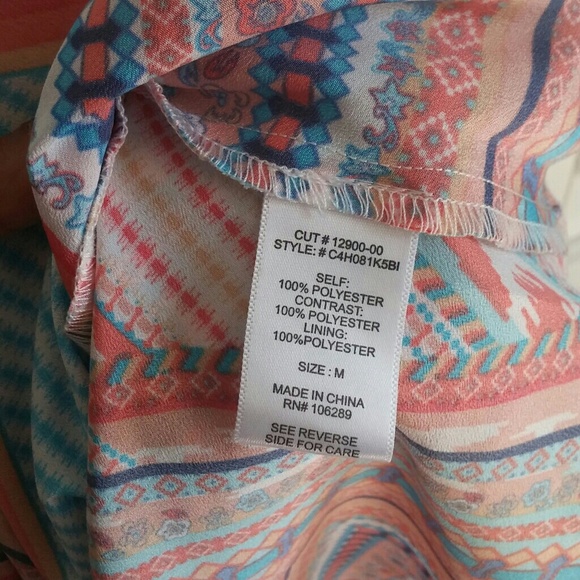 CUT # 12900-00
STYLE: # C4H081K5BI
SELF:
100% POLYESTER
CONTRAST:
100% POLYESTER
LINING:
100%POLYESTER
SIZE : M
MADE IN CHINA
RN# 106289
SEE REVERSE
SIDE FOR CARE